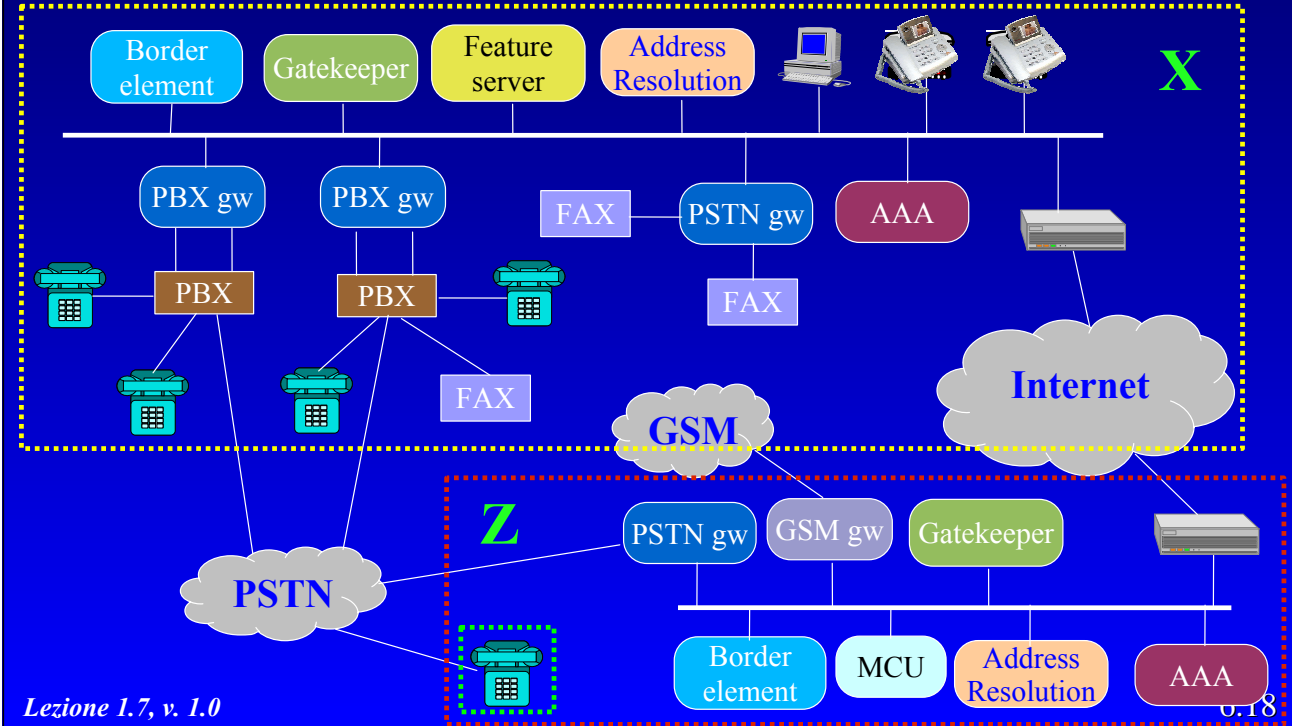 Border
element
Gatekeeper
Feature
server
Address
Resolution
X
PBX gw
PBX gw
FAX
PSTN gw
AAA
PBX
PBX
FAX
FAX
Internet
GSM
Z
PSTN gw
GSM gw
Gatekeeper
PSTN
Border
element
MCU
Address
Resolution
AAA
Lezione 1.7, v. 1.0
6.18